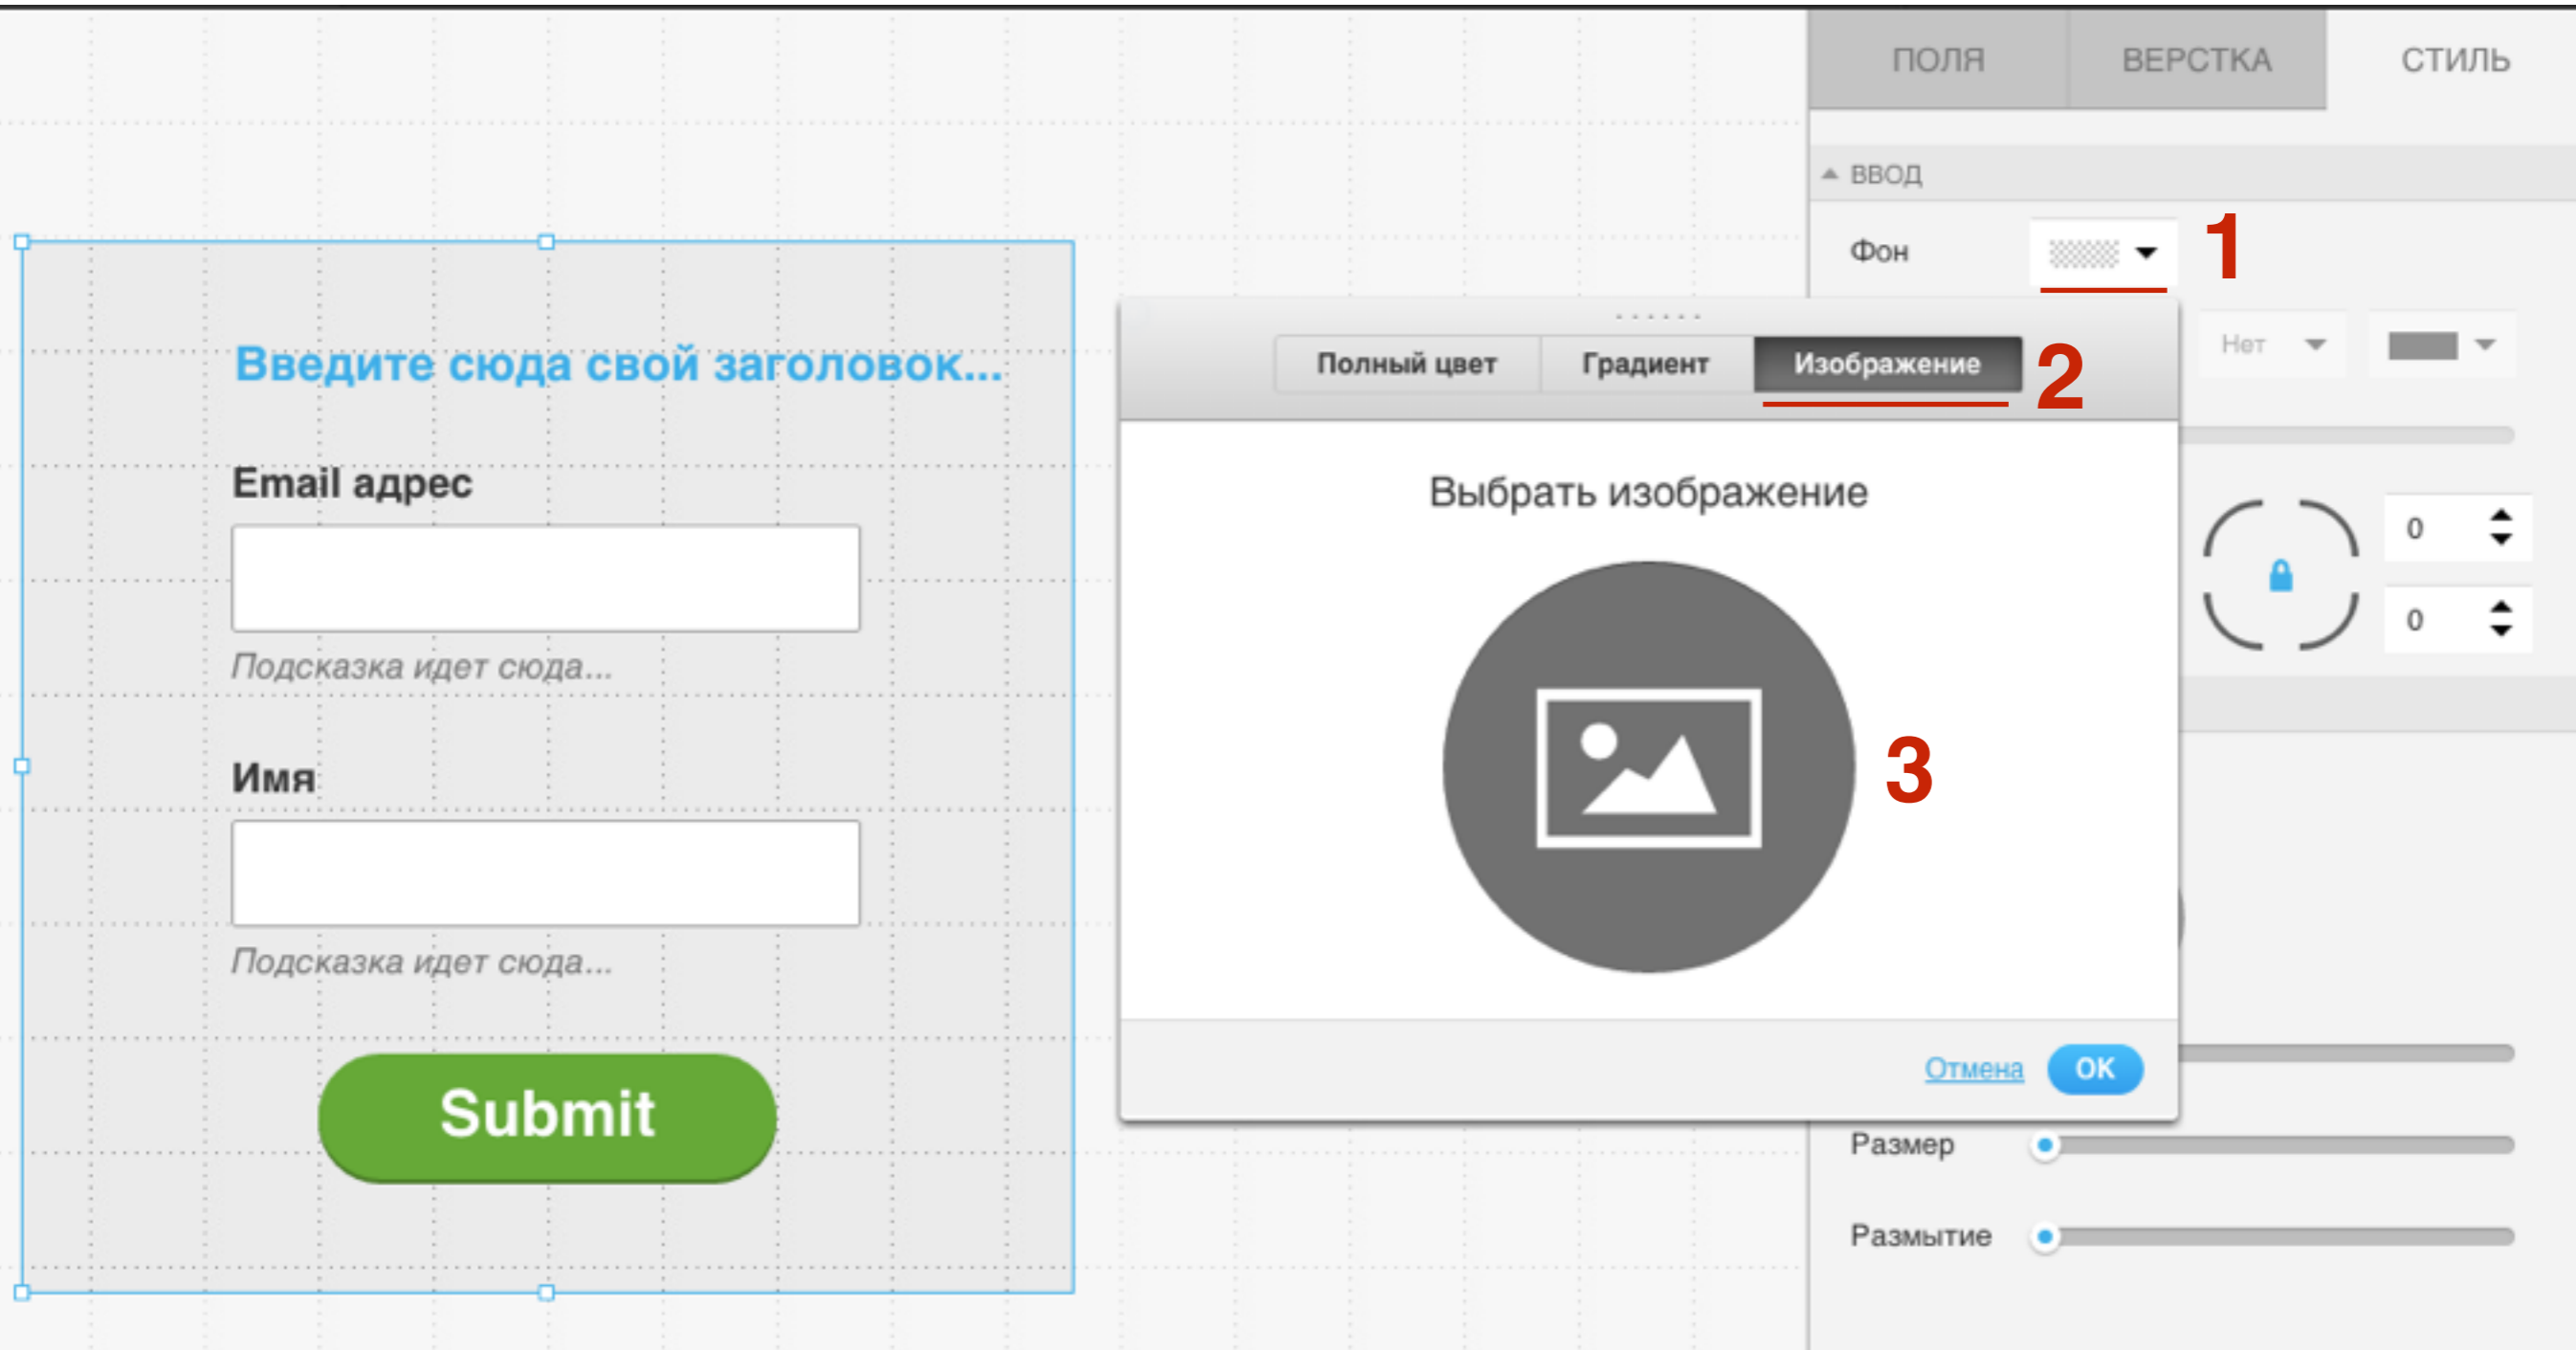 ПОЛЯ ВЕРСТКА СТИЛЬ
ВВОД
Фон 1
Нет
Полный цвет Градиент Изображение 2
Введите сюда свой заголовок...
Email адрес
Подсказка идет сюда...
Имя
Подсказка идет сюда...
Submit
Выбрать изображение
3
Отмена OK
0
0
Размер
Размытие